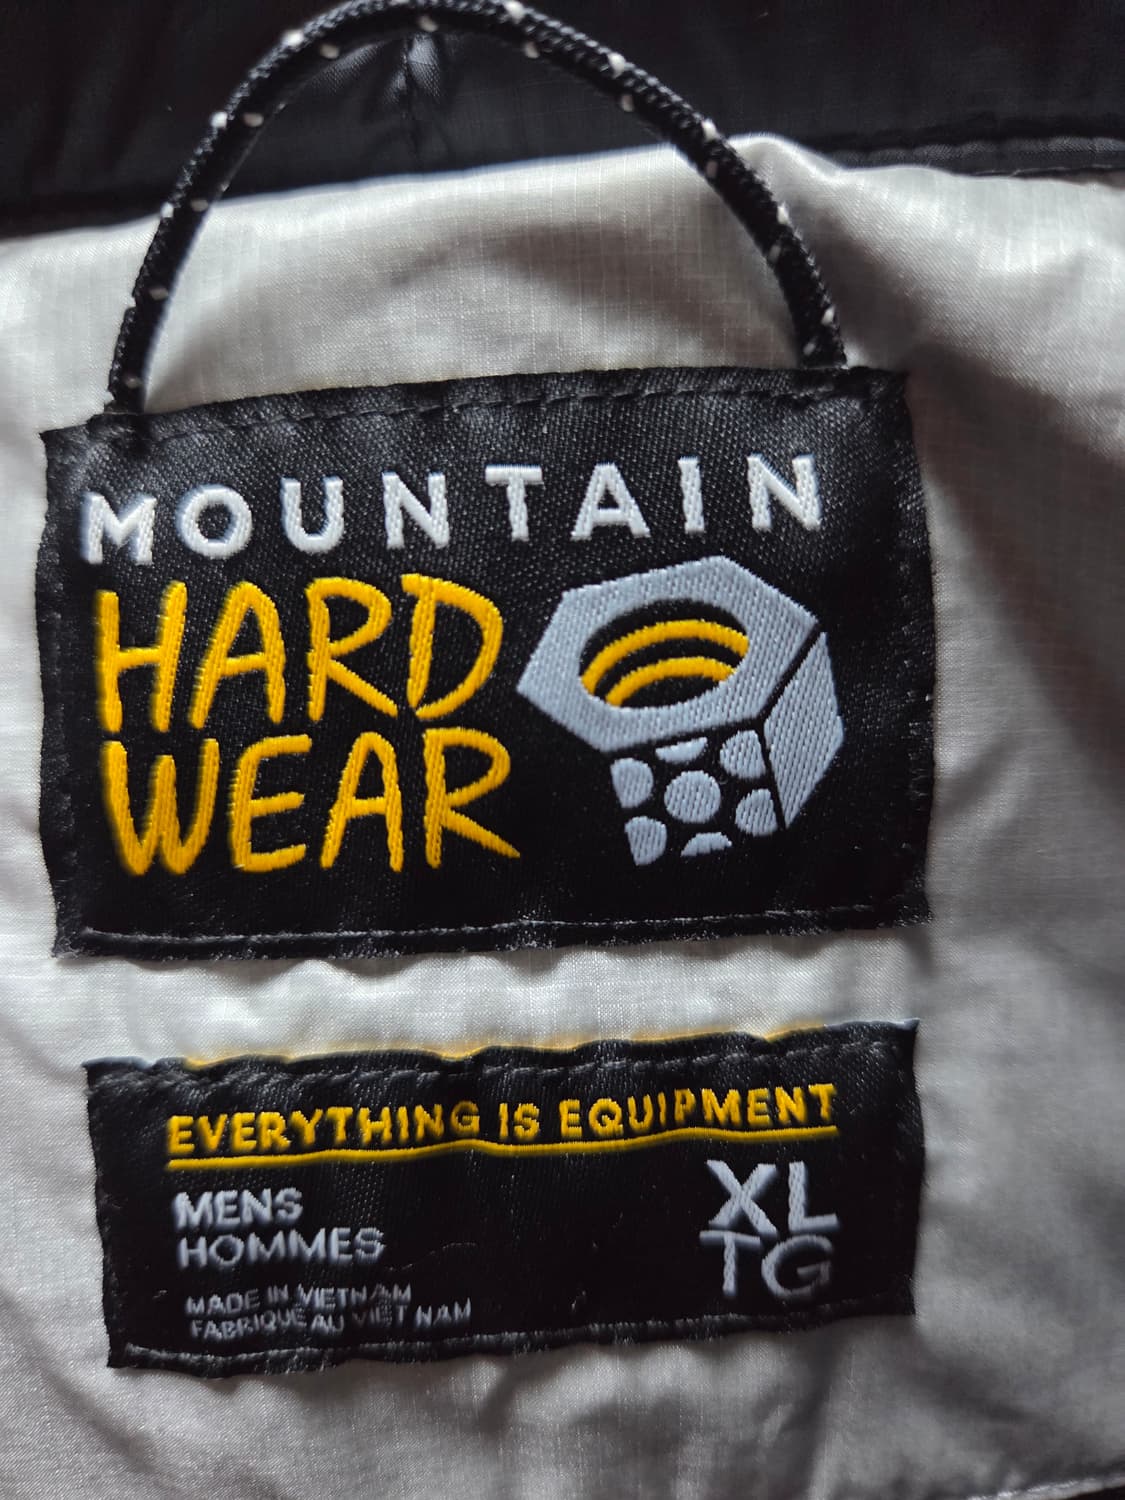 MOUNTAIN
HARD
WEAR
EVERYTHING IS EQUIPMENT
MENS
HOMMES
XL
TG
MADE IN VIETNAM
FABRIQUÉ AU VIET NAM